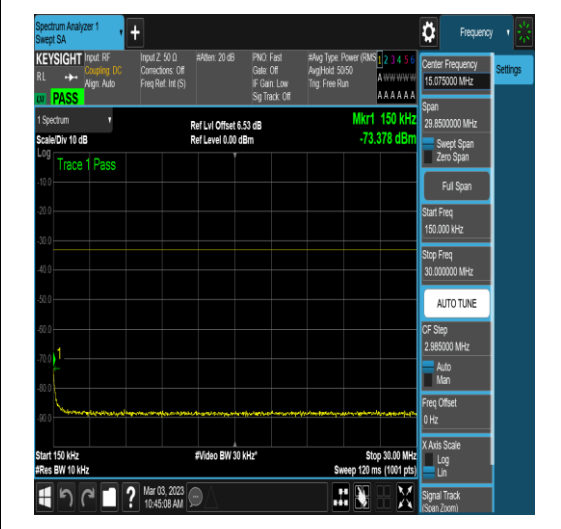 Spectrum Analyzer 1
Swept SA
+
Frequency
KEYSIGHT
Input: RF
Coupling: DC
Align: Auto
RL
PASS
Input Z: 50 Ω
Corrections: Off
Freq Ref: Int (S)
#Atten: 20 dB
PNO: Fast
Gate: Off
IF Gain: Low
Sig Track: Off
#Avg Type: Power (RMS
Avg|Hold: 50/50
Trig: Free Run
1 2 3 4 5 6
A W W W W W
A A A A A A
1 Spectrum
Scale/Div 10 dB
Ref Lvl Offset 6.53 dB
Ref Level 0.00 dBm
Mkr1 150 kHz
-73.378 dBm
Log
Trace 1 Pass
-10.0
-20.0
-30.0
-40.0
-50.0
-60.0
-70.0
-80.0
-90.0
1
Start 150 kHz
#Res BW 10 kHz
#Video BW 30 kHz*
Stop 30.00 MHz
Sweep 120 ms (1001 pts)
Mar 03, 2023
10:45:08 AM
?
Center Frequency
15.075000 MHz
Settings
Span
29.8500000 MHz
Swept Span
Zero Span
Full Span
Start Freq
150.000 kHz
Stop Freq
30.000000 MHz
AUTO TUNE
CF Step
2.985000 MHz
Auto
Man
Freq Offset
0 Hz
X Axis Scale
Log
Lin
Signal Track
(Span Zoom)